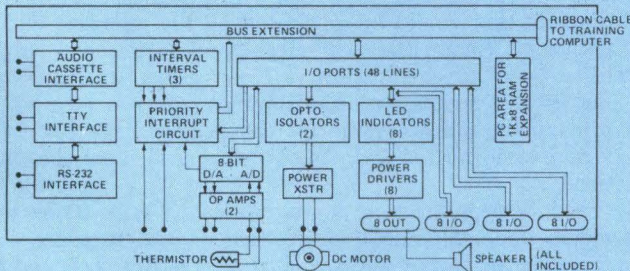 BUS EXTENSION
RIBBON CABLE
TO TRAINING
COMPUTER
AUDIO
CASSETTE
INTERFACE
INTERVAL
TIMERS
(3)
I/O PORTS (48 LINES)
PC AREA FOR
1K x 8 RAM
EXPANSION
TTY
INTERFACE
PRIORITY
INTERRUPT
CIRCUIT
OPTO-
ISOLATORS
(2)
LED
INDICATORS
(8)
RS-232
INTERFACE
8-BIT
D/A - A/D
OP AMPS
(2)
POWER
XSTR
POWER
DRIVERS
(8)
8 OUT
8 I/O
8 I/O
8 I/O
THERMISTOR
DC MOTOR
SPEAKER
(ALL
INCLUDED)